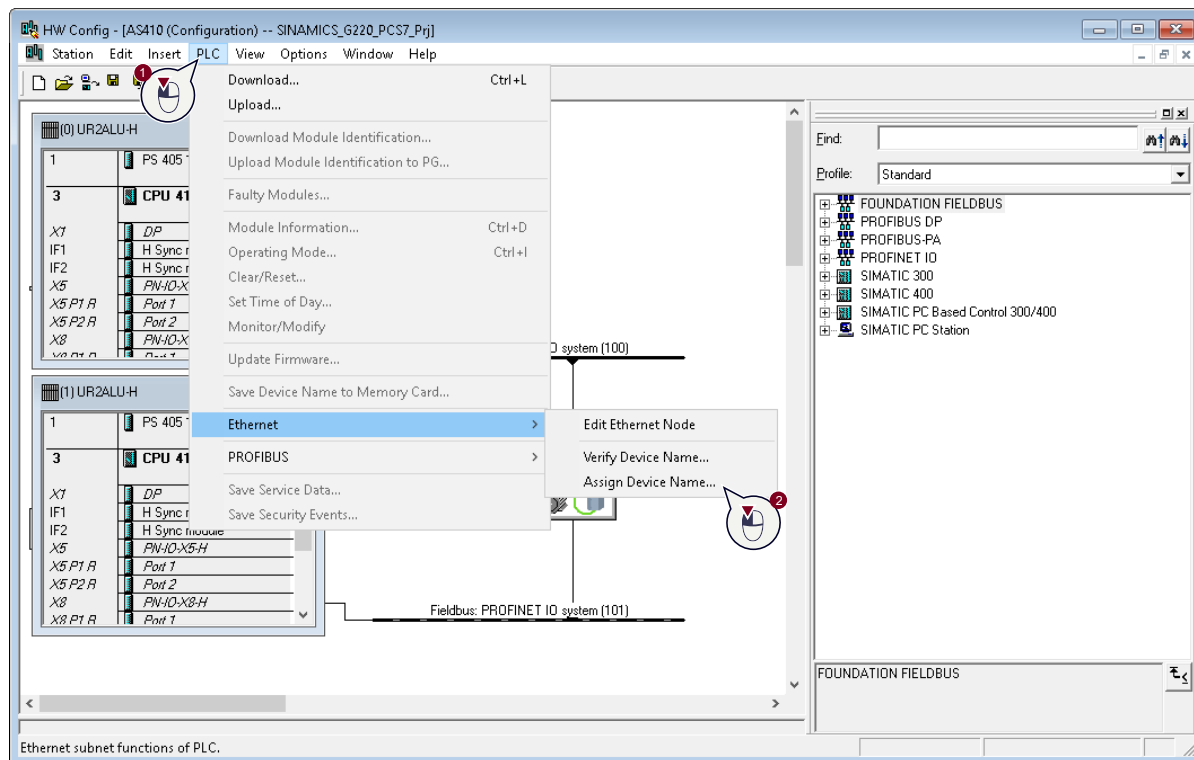 HW Config - [AS410 (Configuration) -- SINAMICS_G220_PCS7_Prj]
Station Edit Insert PLC View Options Window Help
1
Download... Ctrl+L
Upload...
Download Module Identification...
Upload Module Identification to PG...
Faulty Modules...
Module Information... Ctrl+D
Operating Mode... Ctrl+I
Clear/Reset...
Set Time of Day...
Monitor/Modify
Update Firmware...
Save Device Name to Memory Card...
Ethernet
PROFIBUS
Save Service Data...
Save Security Events...
Edit Ethernet Node
Verify Device Name...
Assign Device Name...
2
(0) UR2ALU-H
1 PS 405
3 CPU 41
X1 DP
IF1 H Sync
IF2 H Sync
X5 PN-IO-X
X5 P1 R Port 1
X5 P2 R Port 2
X8 PN-IO-X
X8 P1 R Port 1
system (100)
(1) UR2ALU-H
1 PS 405
3 CPU 41
X1 DP
IF1 H Sync
IF2 H Sync module
X5 PN-IO-X5-H
X5 P1 R Port 1
X5 P2 R Port 2
X8 PN-IO-X8-H
X8 P1 R Port 1
Fieldbus: PROFINET IO system (101)
Find:
Profile: Standard
FOUNDATION FIELDBUS
PROFIBUS DP
PROFIBUS-PA
PROFINET IO
SIMATIC 300
SIMATIC 400
SIMATIC PC Based Control 300/400
SIMATIC PC Station
FOUNDATION FIELDBUS
Ethernet subnet functions of PLC.